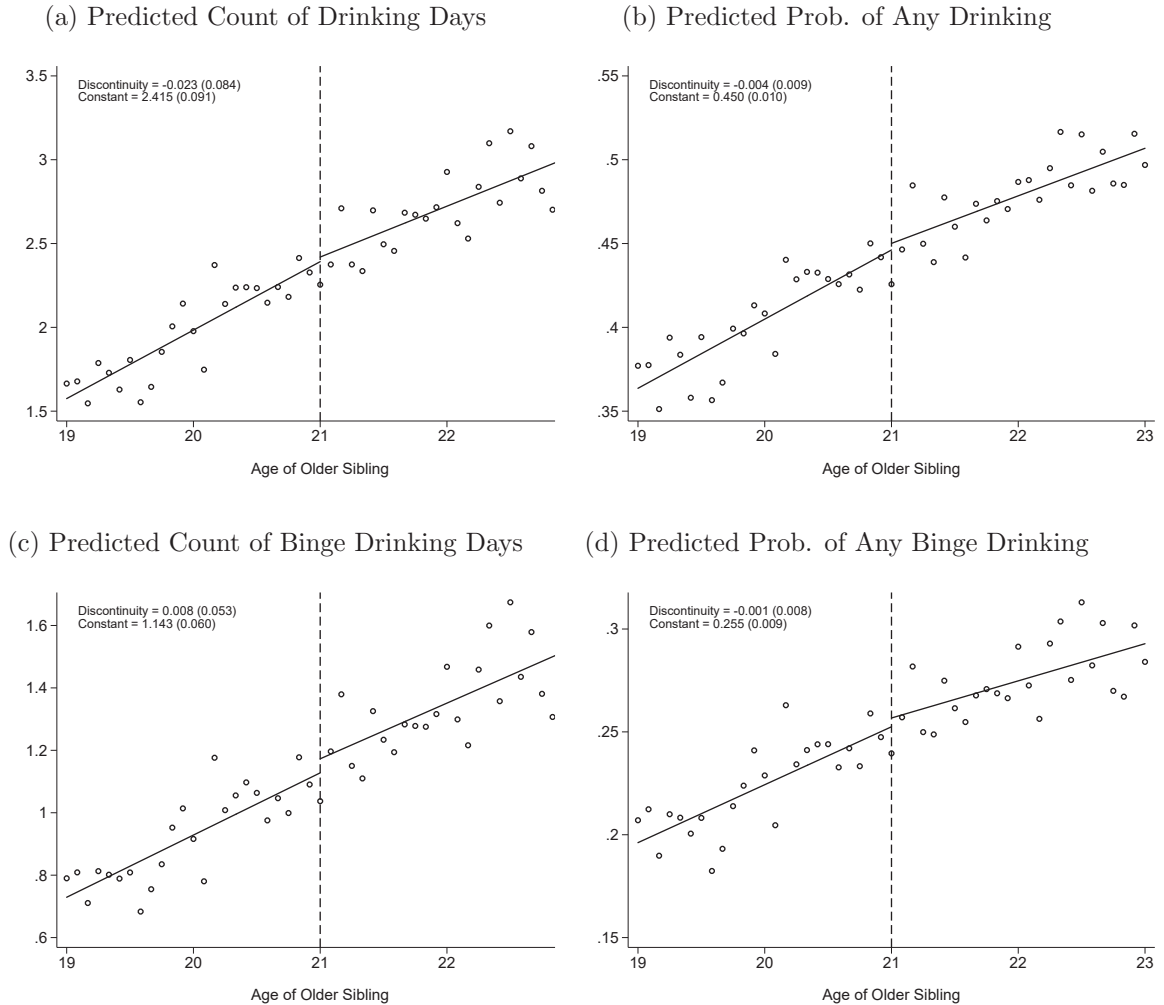 (a) Predicted Count of Drinking Days
Discontinuity = -0.023 (0.084)
Constant = 2.415 (0.091)
3.5
3
2.5
2
1.5
19 20 21 22
Age of Older Sibling
(b) Predicted Prob. of Any Drinking
Discontinuity = -0.004 (0.009)
Constant = 0.450 (0.010)
.55
.5
.45
.4
.35
19 20 21 22 23
Age of Older Sibling
(c) Predicted Count of Binge Drinking Days
Discontinuity = 0.008 (0.053)
Constant = 1.143 (0.060)
1.6
1.4
1.2
1
.8
.6
19 20 21 22
Age of Older Sibling
(d) Predicted Prob. of Any Binge Drinking
Discontinuity = -0.001 (0.008)
Constant = 0.255 (0.009)
.3
.25
.2
.15
19 20 21 22 23
Age of Older Sibling